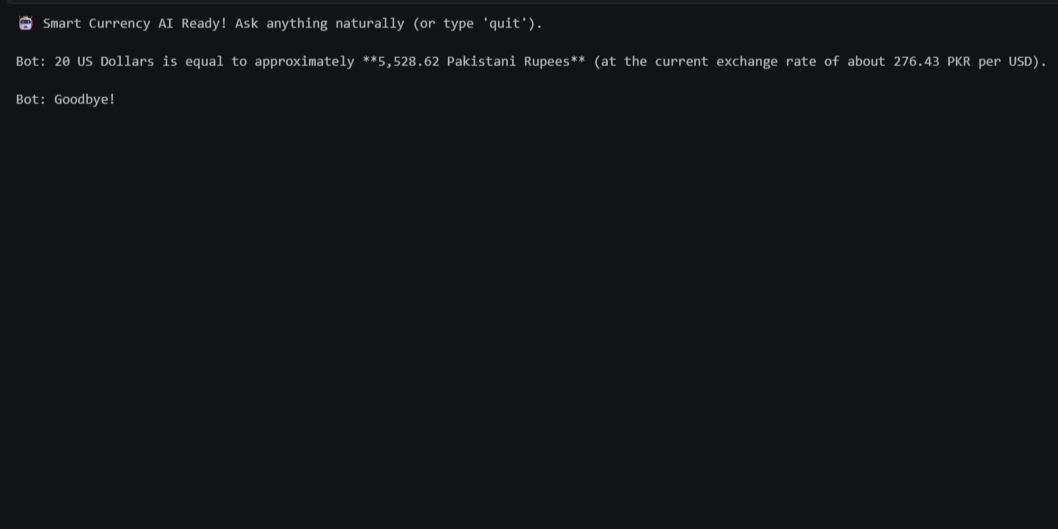 🤖 Smart Currency AI Ready! Ask anything naturally (or type 'quit').
Bot: 20 US Dollars is equal to approximately **5,528.62 Pakistani Rupees** (at the current exchange rate of about 276.43 PKR per USD).
Bot: Goodbye!